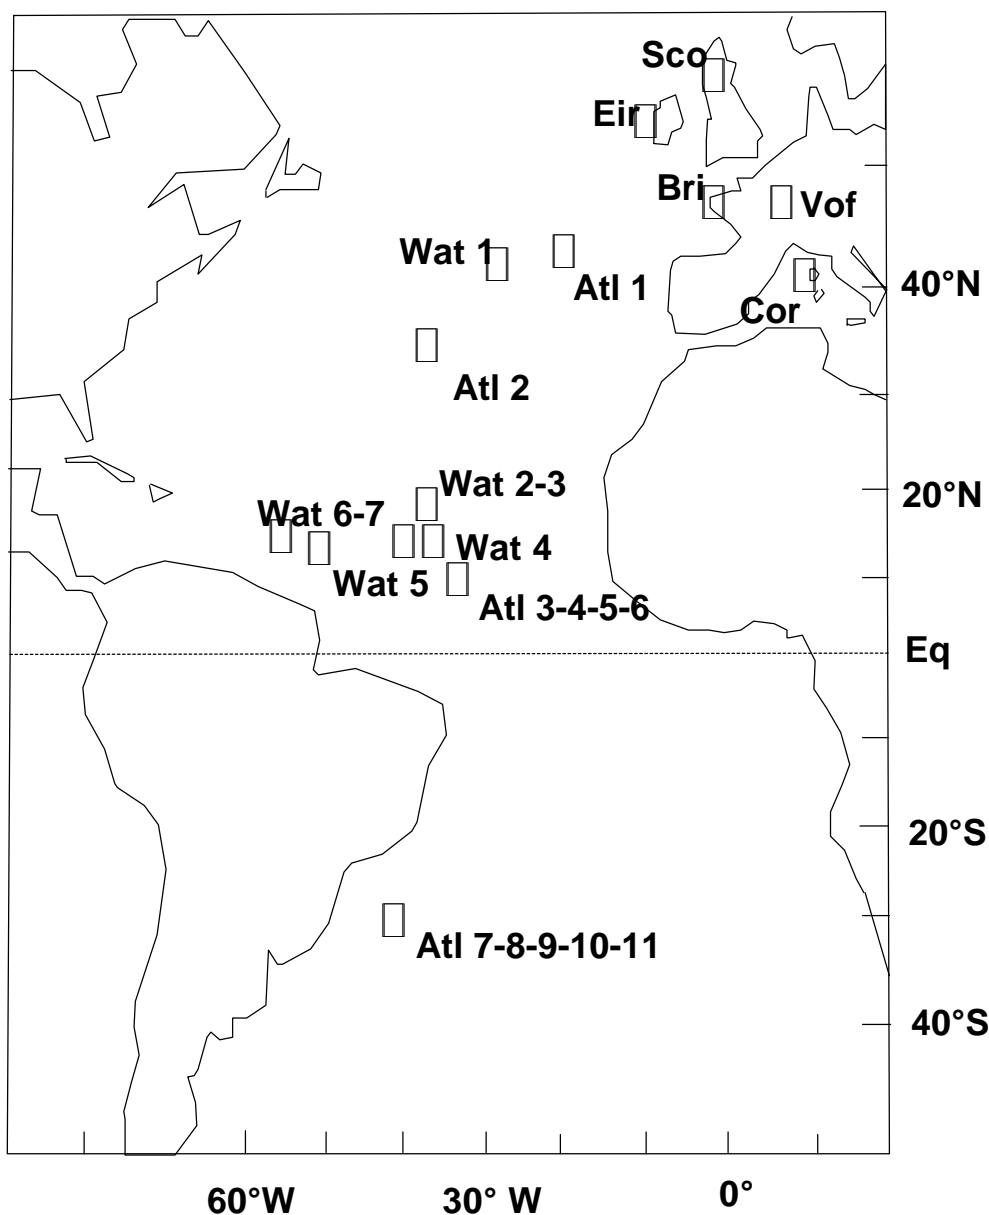 Sco
Eir
Bri
Vof
Wat 1
Atl 1
40°N
Cor
Atl 2
Wat 2-3
20°N
Wat 6-7
Wat 4
Wat 5
Atl 3-4-5-6
Eq
20°S
Atl 7-8-9-10-11
40°S
60°W
30° W
0°